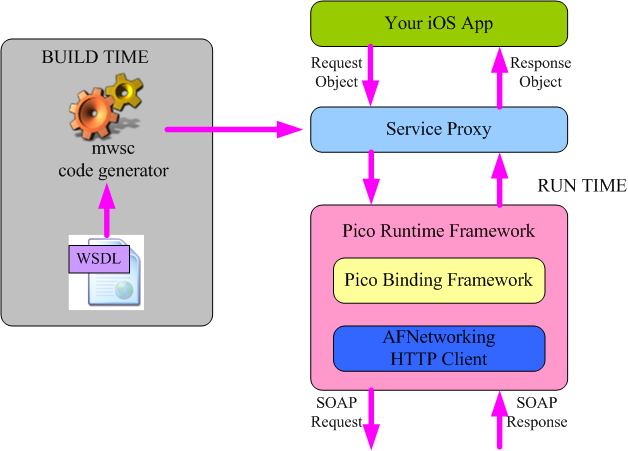 BUILD TIME
mwsc
code generator
WSDL
Your iOS App
Request
Object
Response
Object
Service Proxy
RUN TIME
Pico Runtime Framework
Pico Binding Framework
AFNetworking
HTTP Client
SOAP
Request
SOAP
Response